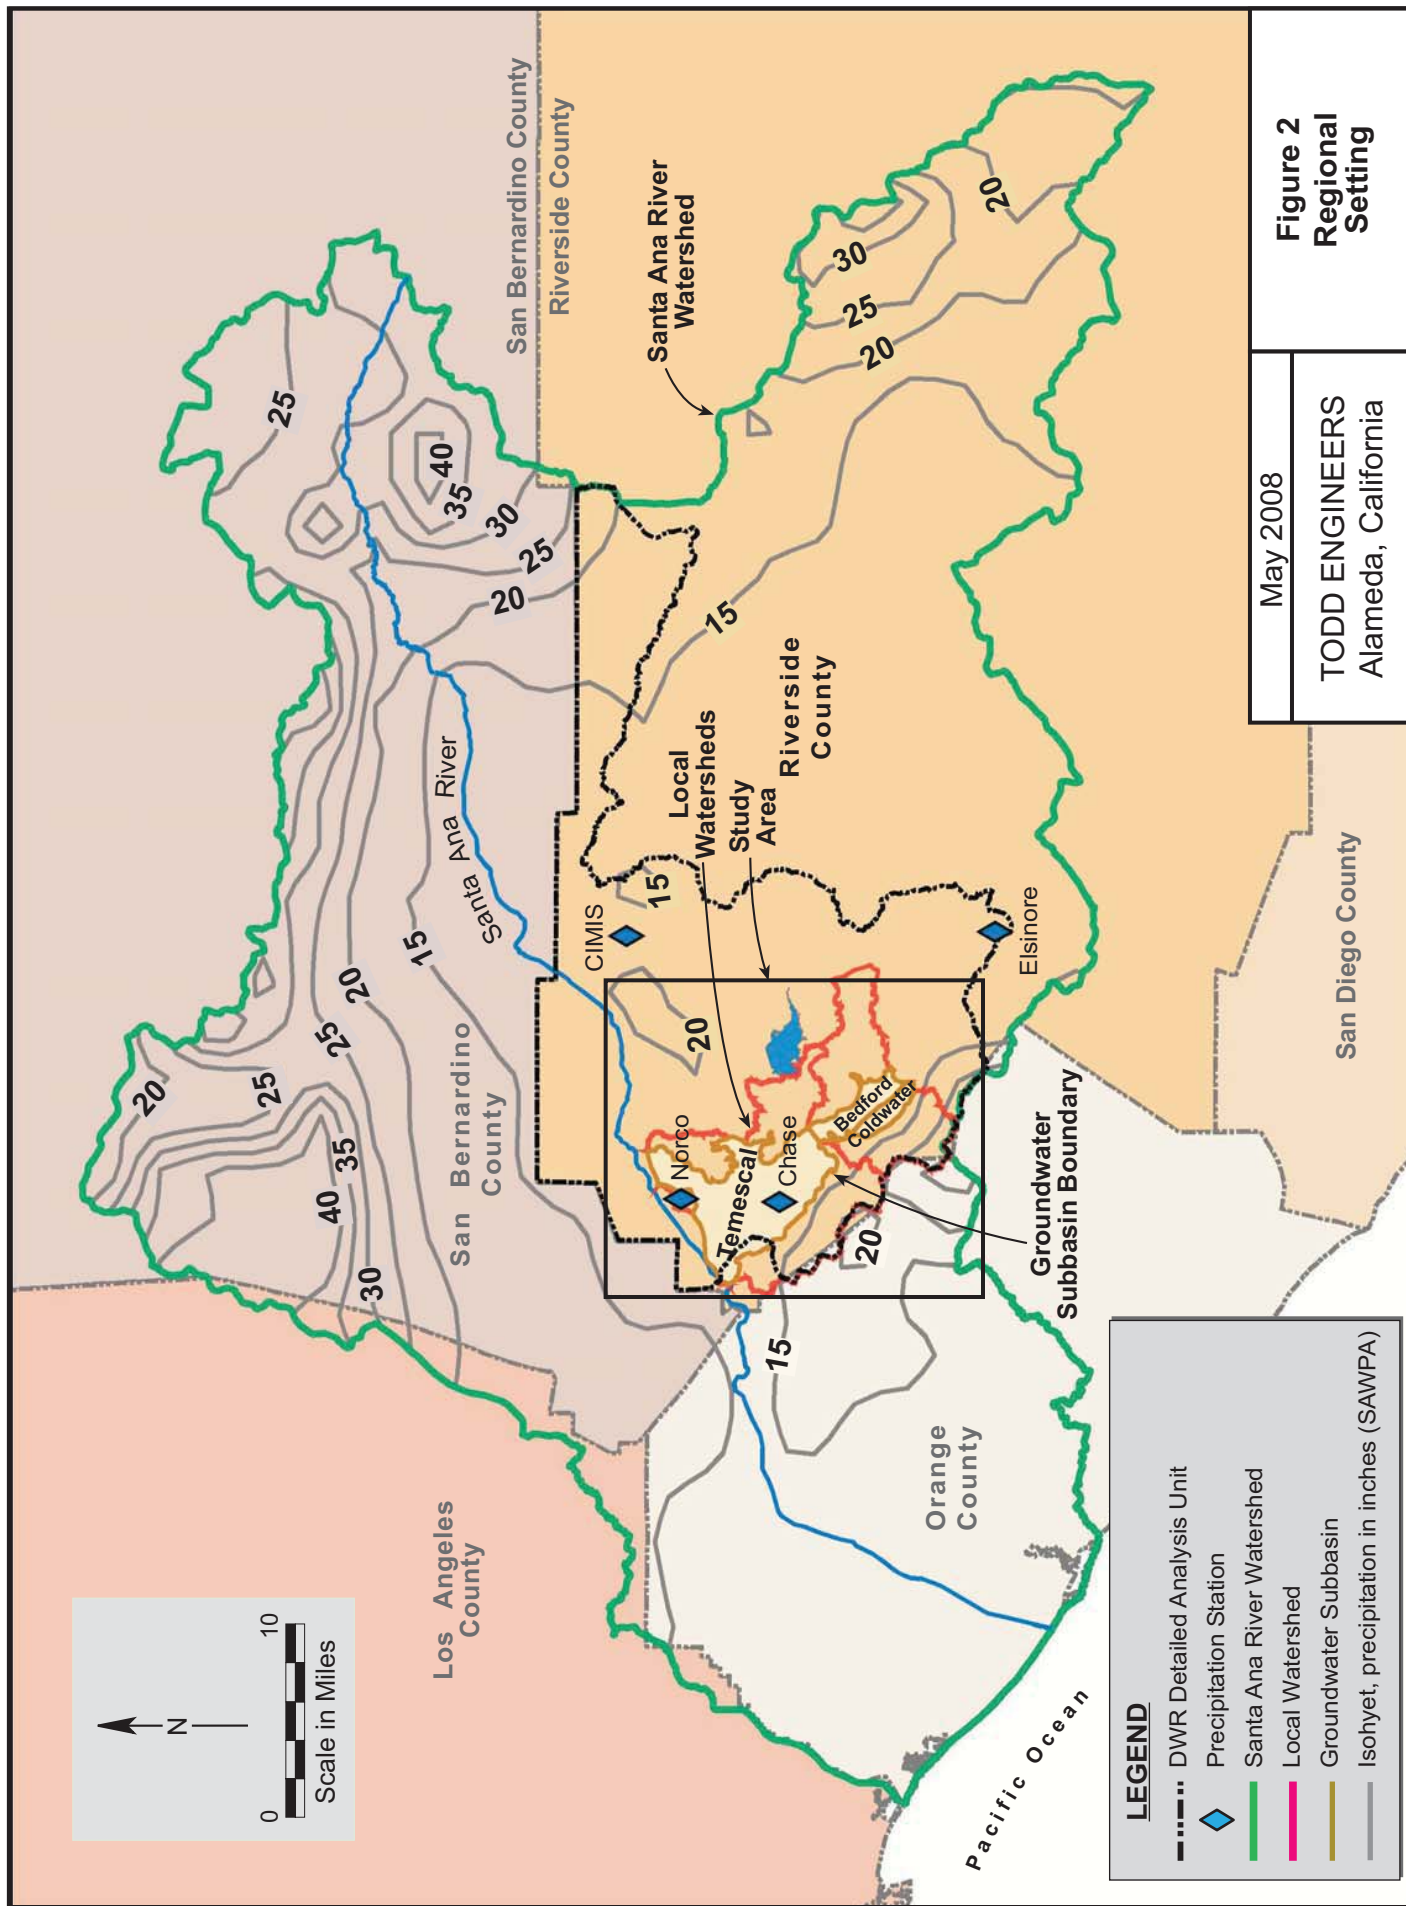 N
0
10
Scale in Miles
Los Angeles
County
San Bernardino
County
San Bernardino County
Riverside County
Santa Ana River
Santa Ana River
Watershed
Riverside
County
Local
Watersheds
Study
Area
CIMIS
Norco
Chase
Elsinore
Temescal
Bedford
Coldwater
Groundwater
Subbasin Boundary
Orange
County
San Diego County
Pacific Ocean
20
25
35
40
30
25
20
15
25
40
35
30
25
20
15
15
20
20
15
30
25
20
20
LEGEND
DWR Detailed Analysis Unit
Precipitation Station
Santa Ana River Watershed
Local Watershed
Groundwater Subbasin
Isohyet, precipitation in inches (SAWPA)
May 2008
TODD ENGINEERS
Alameda, California
Figure 2
Regional
Setting